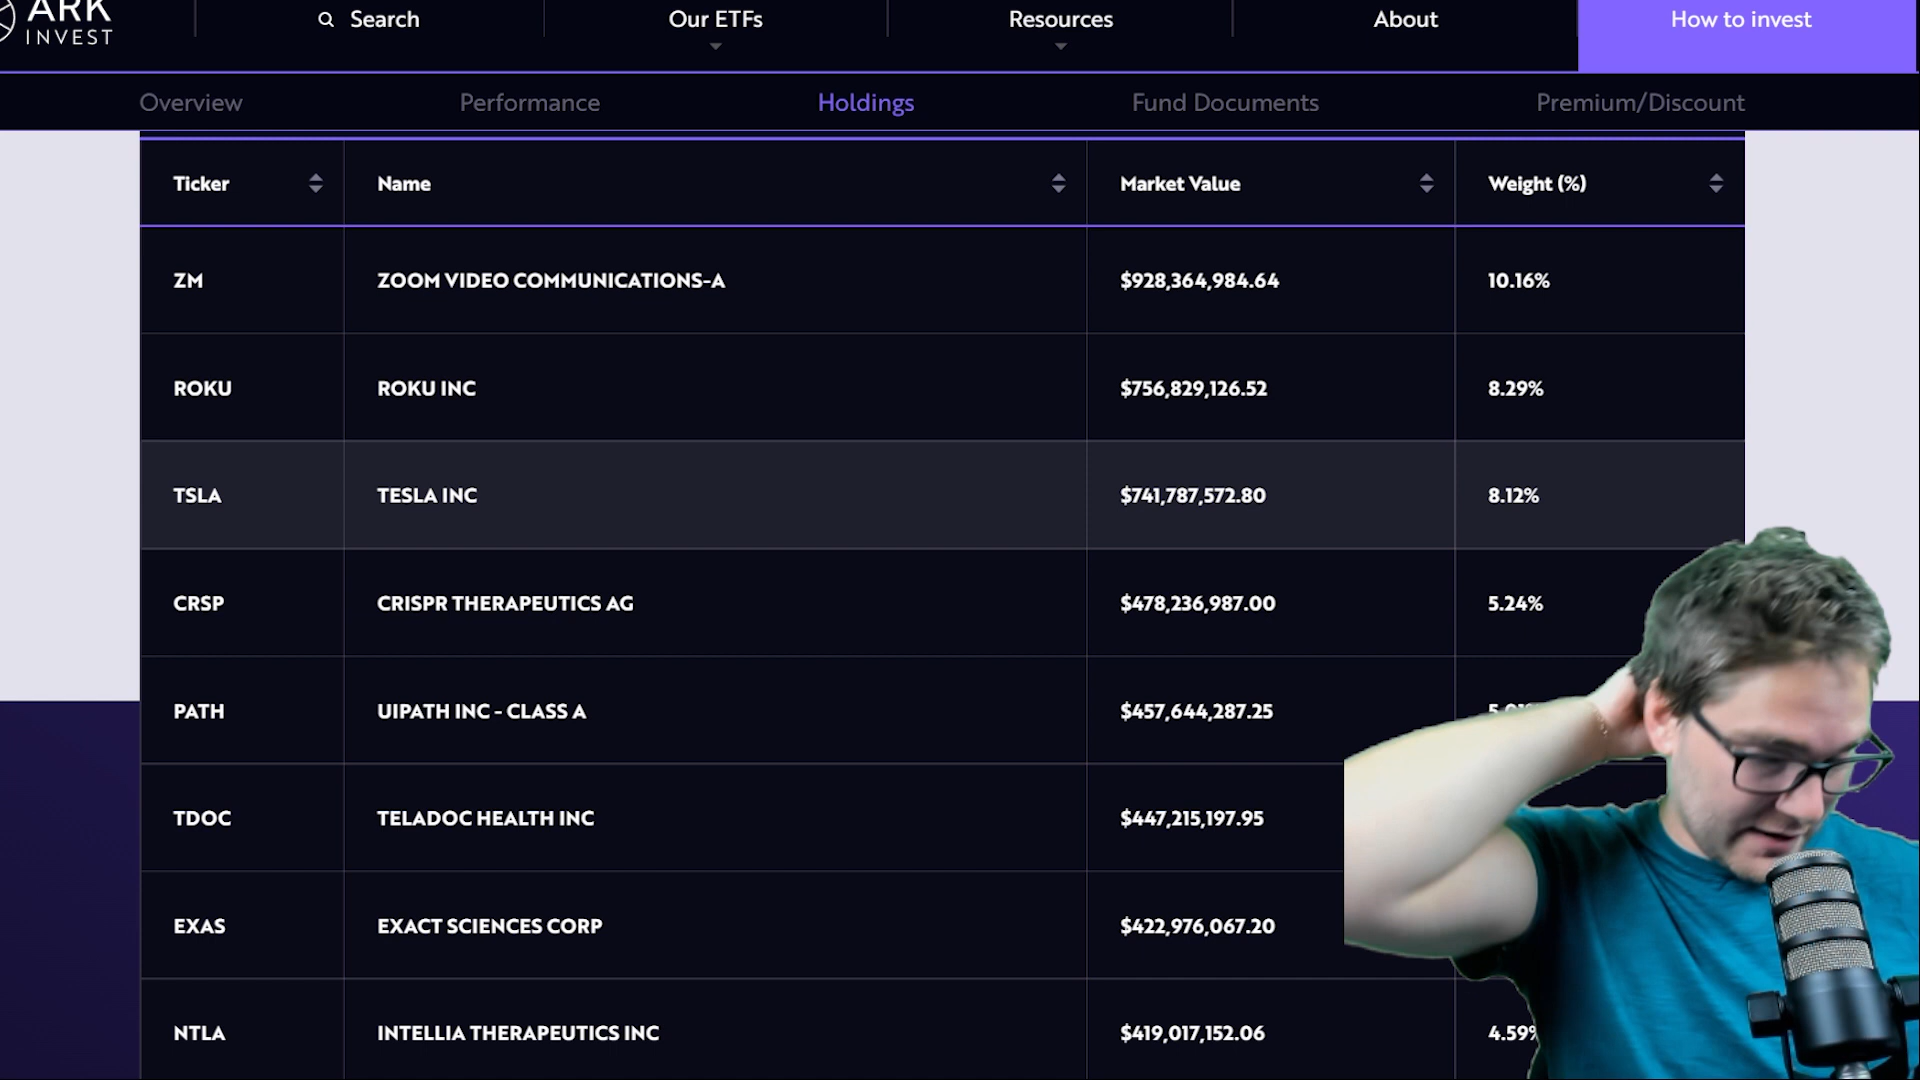 ARK
INVEST
Search
Our ETFs
Resources
About
How to invest
Overview
Performance
Holdings
Fund Documents
Premium/Discount
Ticker Name Market Value Weight (%)
ZM ZOOM VIDEO COMMUNICATIONS-A $928,364,984.64 10.16%
ROKU ROKU INC $756,829,126.52 8.29%
TSLA TESLA INC $741,787,572.80 8.12%
CRSP CRISPR THERAPEUTICS AG $478,236,987.00 5.24%
PATH UIPATH INC - CLASS A $457,644,287.25
TDOC TELADOC HEALTH INC $447,215,197.95
EXAS EXACT SCIENCES CORP $422,976,067.20
NTLA INTELLIA THERAPEUTICS INC $419,017,152.06 4.59%